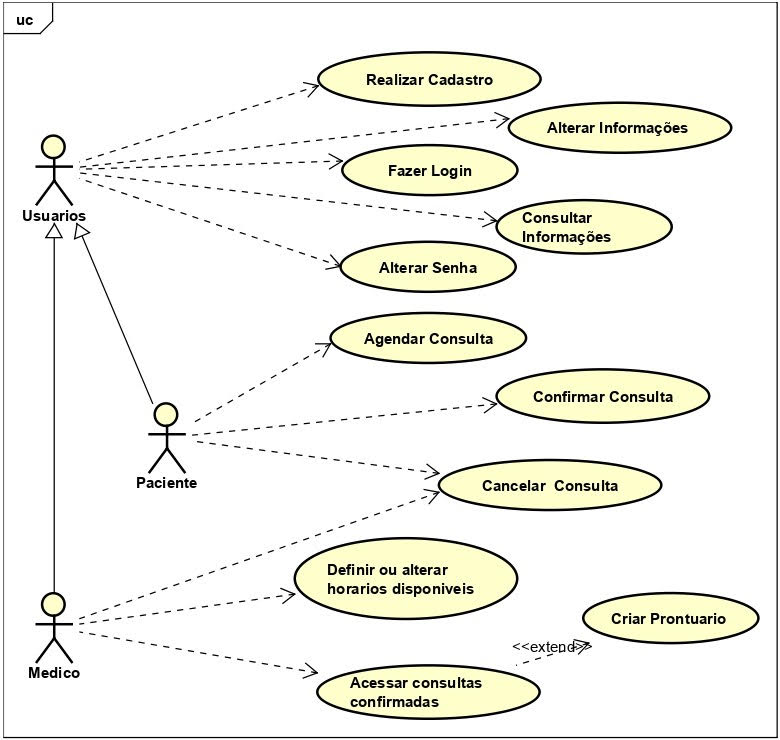 uc
Realizar Cadastro
Alterar Informações
Fazer Login
Usuarios
Consultar
Informações
Alterar Senha
Agendar Consulta
Confirmar Consulta
Paciente
Cancelar Consulta
Definir ou alterar
horarios disponiveis
Criar Prontuario
<<extend>>
Medico
Acessar consultas
confirmadas